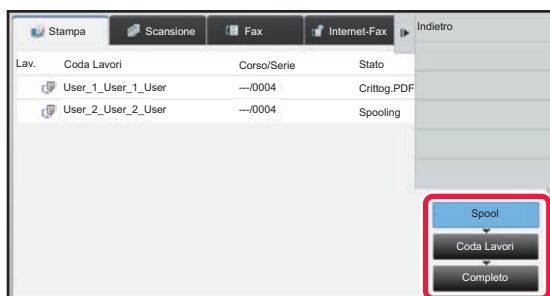 Stampa Scansione Fax Internet-Fax Indietro
Lav. Coda Lavori Corso/Serie Stato
User_1_User_1_User ---/0004 Crittog.PDF
User_2_User_2_User ---/0004 Spooling
Spool
Coda Lavori
Completo